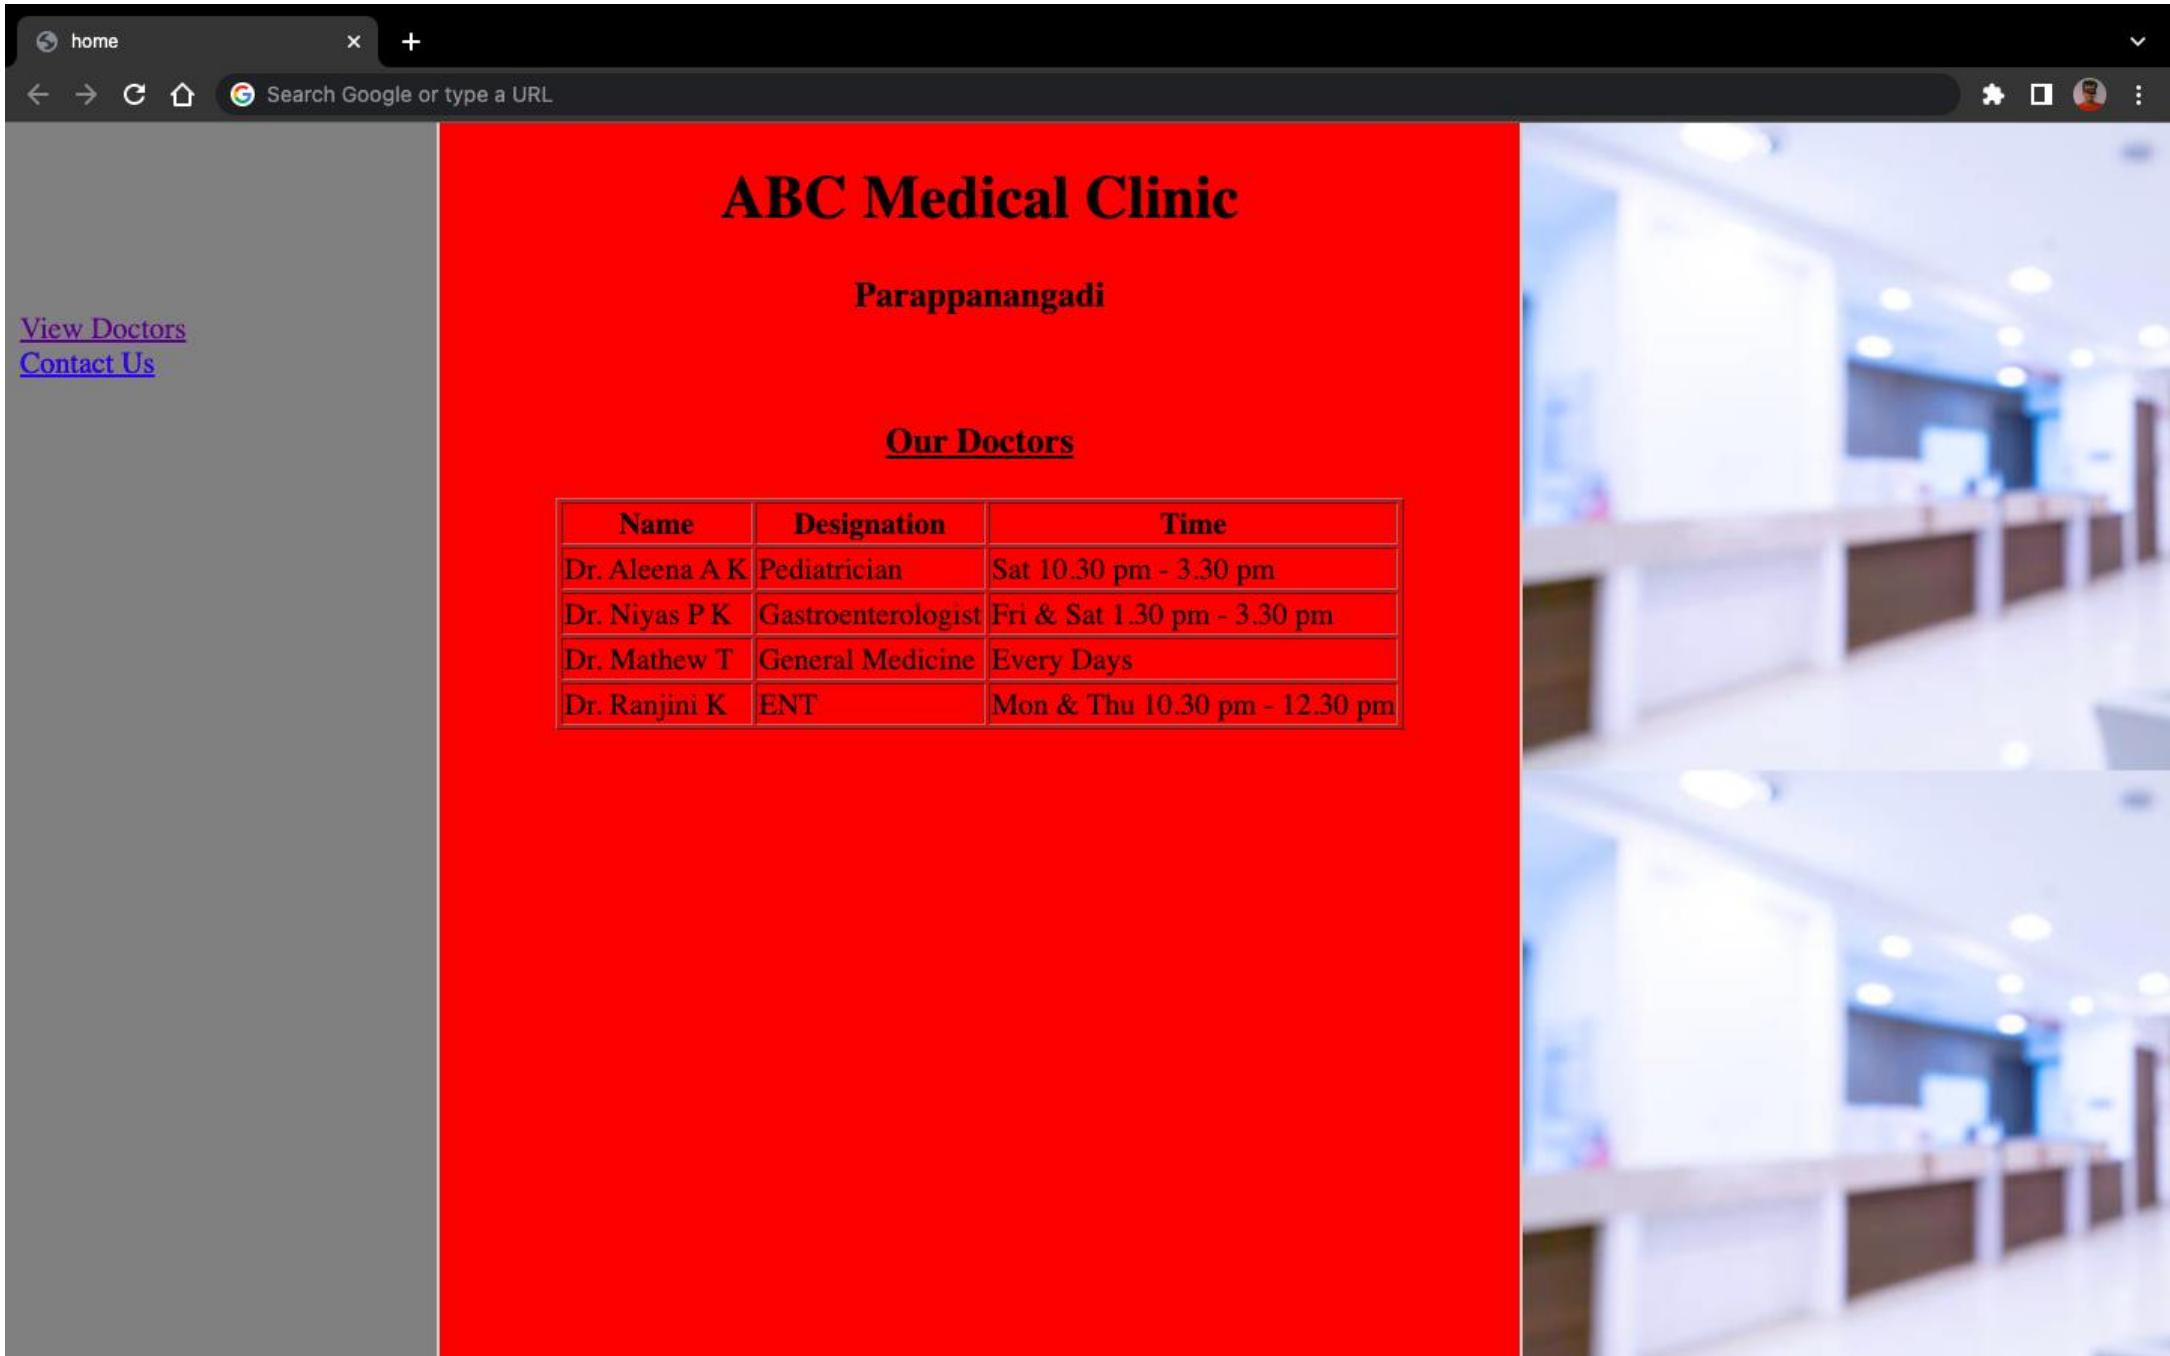 home
Search Google or type a URL
View Doctors
Contact Us
ABC Medical Clinic
Parappanangadi
Our Doctors
Name Designation Time
Dr. Aleena A K Pediatrician Sat 10.30 pm - 3.30 pm
Dr. Niyas P K Gastroenterologist Fri & Sat 1.30 pm - 3.30 pm
Dr. Mathew T General Medicine Every Days
Dr. Ranjini K ENT Mon & Thu 10.30 pm - 12.30 pm